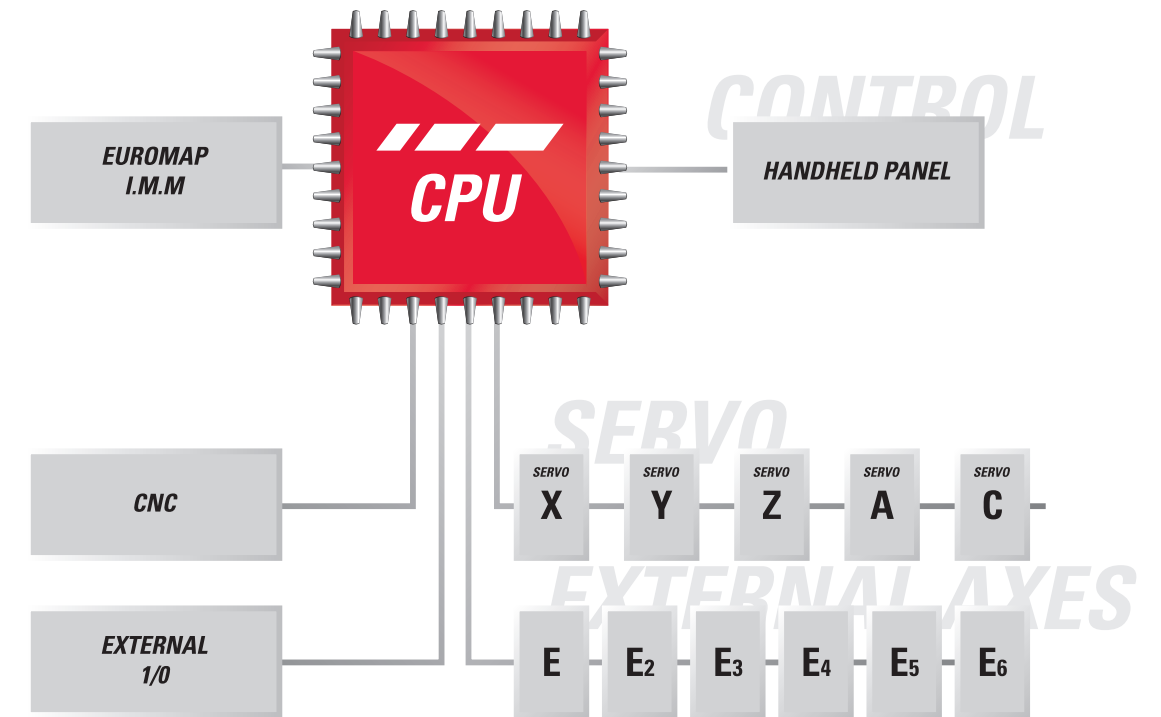 CONTROL
EUROMAP
I.M.M
CPU
HANDHELD PANEL
SERVO
CNC
SERVO
X
SERVO
Y
SERVO
Z
SERVO
A
SERVO
C
EXTERNAL AXES
EXTERNAL
1/0
E
E2
E3
E4
E5
E6